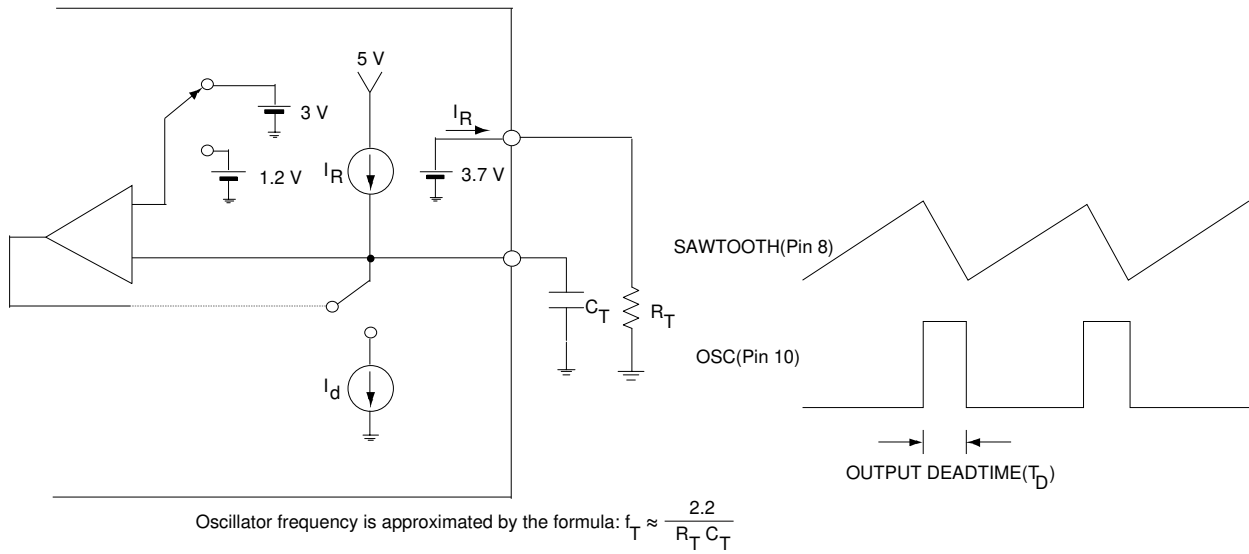 5 V
3 V
I_R
1.2 V
I_R
3.7 V
SAWTOOTH(Pin 8)
C_T
R_T
OSC(Pin 10)
I_d
OUTPUT DEADTIME(T_D)
Oscillator frequency is approximated by the formula: f_T ≈ 2.2 / R_T C_T